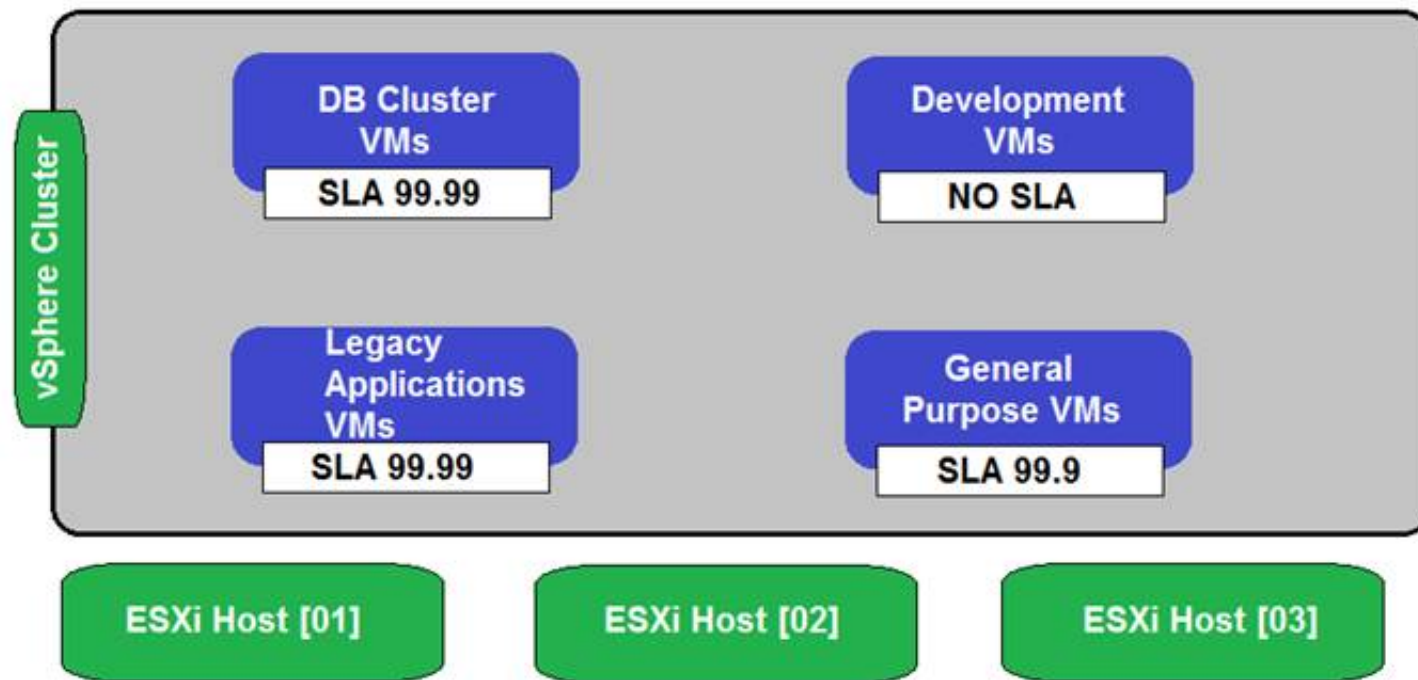 vSphere Cluster
DB Cluster
VMs
SLA 99.99
Development
VMs
NO SLA
Legacy
Applications
VMs
SLA 99.99
General
Purpose VMs
SLA 99.9
ESXi Host [01]
ESXi Host [02]
ESXi Host [03]